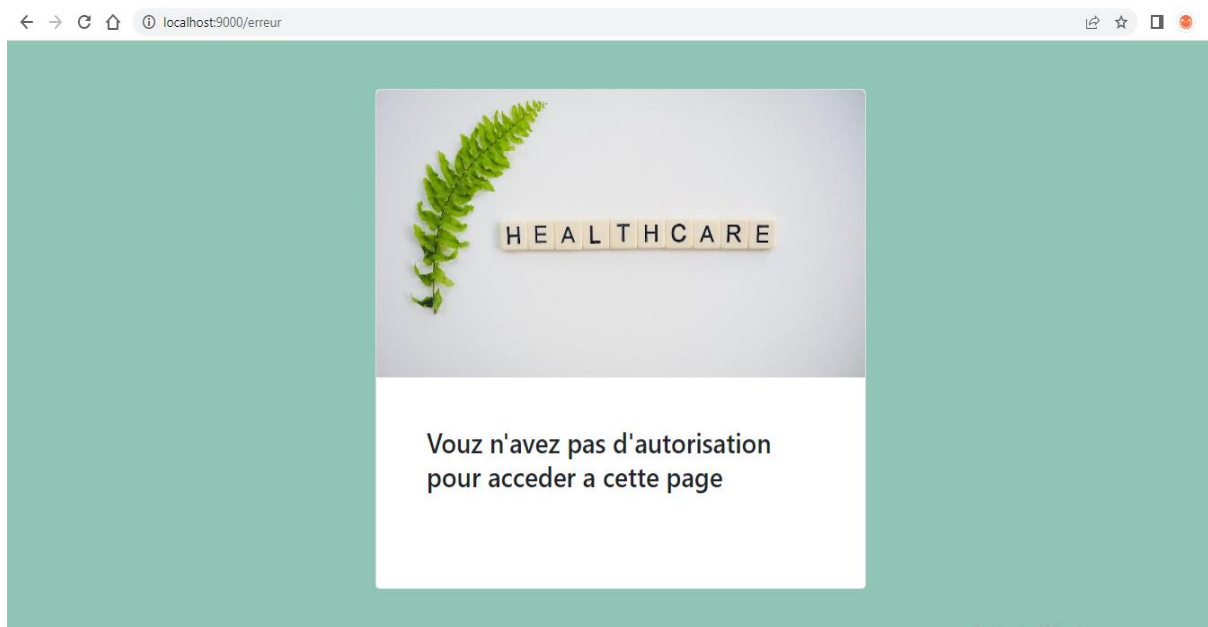 localhost:9000/erreur
HEALTHCARE
Vouz n'avez pas d'autorisation
pour acceder a cette page